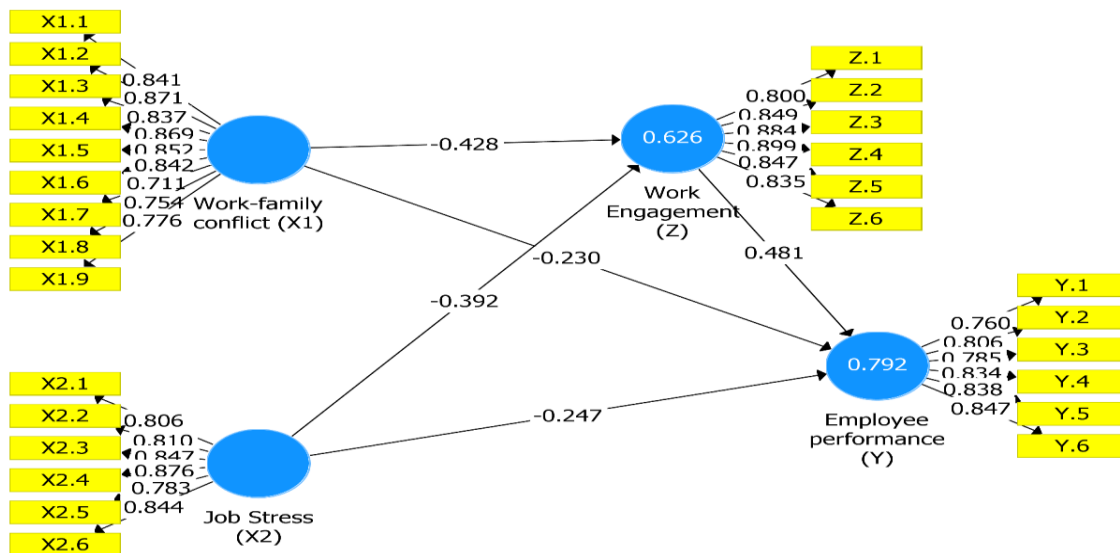 X1.1
X1.2
X1.3
X1.4
X1.5
X1.6
X1.7
X1.8
X1.9
0.841
0.871
0.837
0.869
0.852
0.842
0.711
0.754
0.776
Work-family
conflict (X1)
-0.428
-0.230
-0.392
-0.247
0.481
0.626
Work
Engagement
(Z)
0.800
0.849
0.884
0.899
0.847
0.835
Z.1
Z.2
Z.3
Z.4
Z.5
Z.6
X2.1
X2.2
X2.3
X2.4
X2.5
X2.6
0.806
0.810
0.847
0.876
0.783
0.844
Job Stress
(X2)
0.792
Employee
performance
(Y)
0.760
0.806
0.785
0.834
0.838
0.847
Y.1
Y.2
Y.3
Y.4
Y.5
Y.6